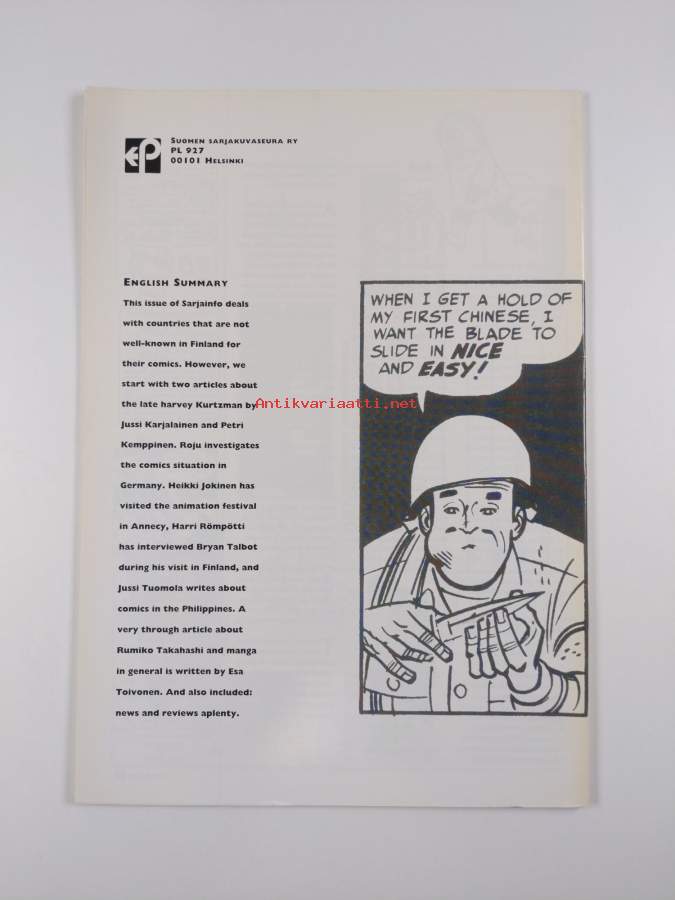 SUOMEN SARJAKUVASEURA RY
PL 927
00101 HELSINKI
ENGLISH SUMMARY
This issue of Sarjainfo deals
with countries that are not
well-known in Finland for
their comics. However, we
start with two articles about
the late harvey Kurtzman by
Jussi Karjalainen and Petri
Kemppinen. Roju investigates
the comics situation in
Germany. Heikki Jokinen has
visited the animation festival
in Annecy, Harri Römpötti
has interviewed Bryan Talbot
during his visit in Finland, and
Jussi Tuomola writes about
comics in the Philippines. A
very through article about
Rumiko Takahashi and manga
in general is written by Esa
Toivonen. And also included:
news and reviews aplenty.
WHEN I GET A HOLD OF
MY FIRST CHINESE, I
WANT THE BLADE TO
SLIDE IN NICE
AND EASY!
Antikvariaatti.net